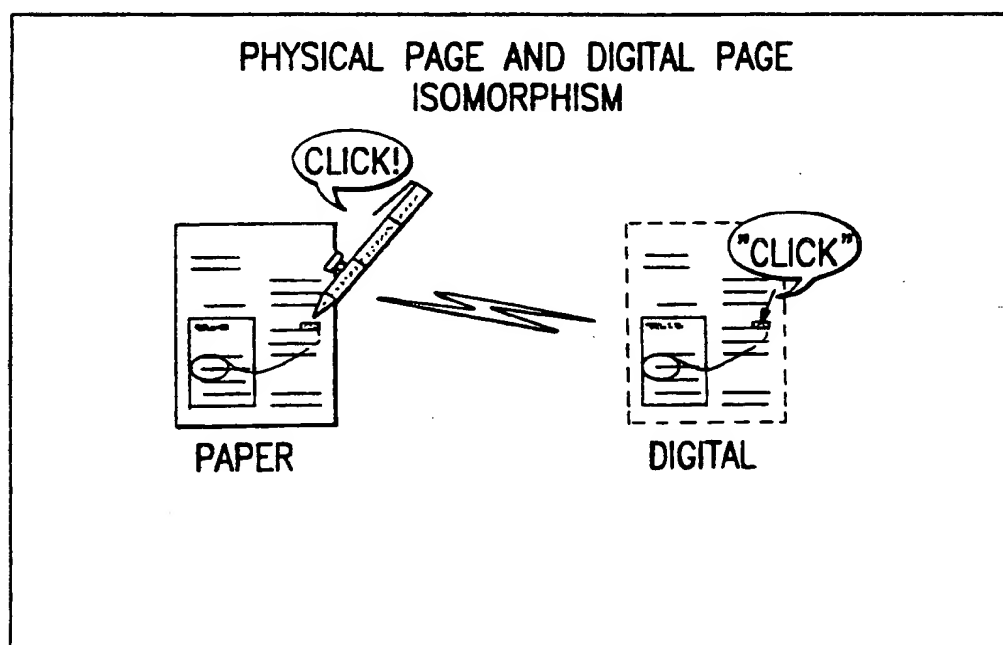 PHYSICAL PAGE AND DIGITAL PAGE
ISOMORPHISM
CLICK!
"CLICK"
PAPER
DIGITAL